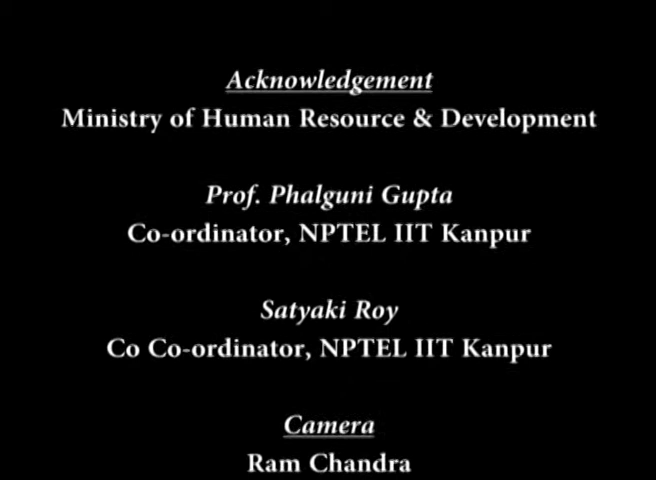 Acknowledgement
Ministry of Human Resource & Development
Prof. Phalguni Gupta
Co-ordinator, NPTEL IIT Kanpur
Satyaki Roy
Co Co-ordinator, NPTEL IIT Kanpur
Camera
Ram Chandra